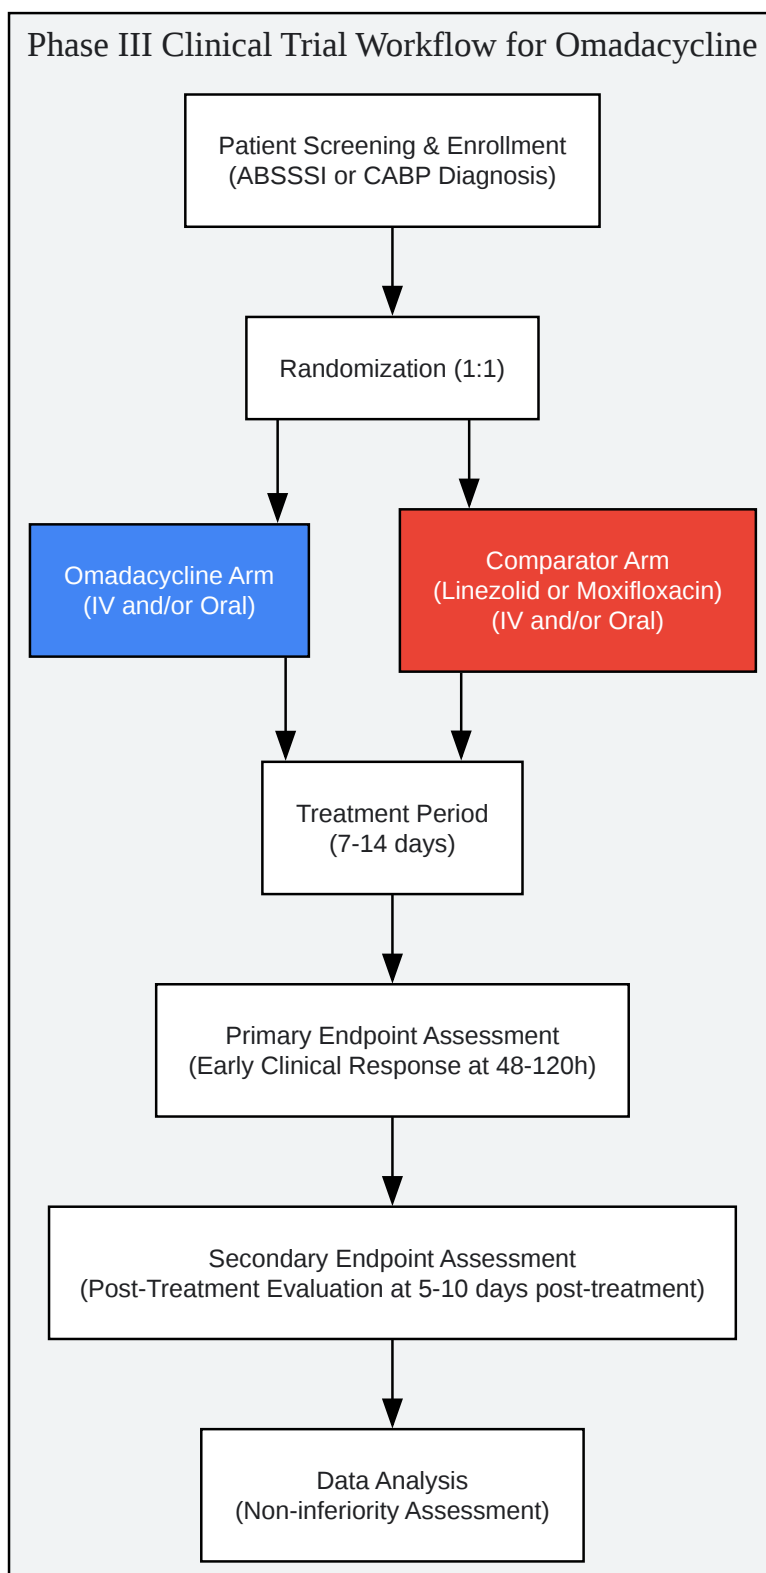 Phase III Clinical Trial Workflow for Omadacycline
Patient Screening & Enrollment
(ABSSSI or CABP Diagnosis)
Randomization (1:1)
Omadacycline Arm
(IV and/or Oral)
Comparator Arm
(Linezolid or Moxifloxacin)
(IV and/or Oral)
Treatment Period
(7-14 days)
Primary Endpoint Assessment
(Early Clinical Response at 48-120h)
Secondary Endpoint Assessment
(Post-Treatment Evaluation at 5-10 days post-treatment)
Data Analysis
(Non-inferiority Assessment)